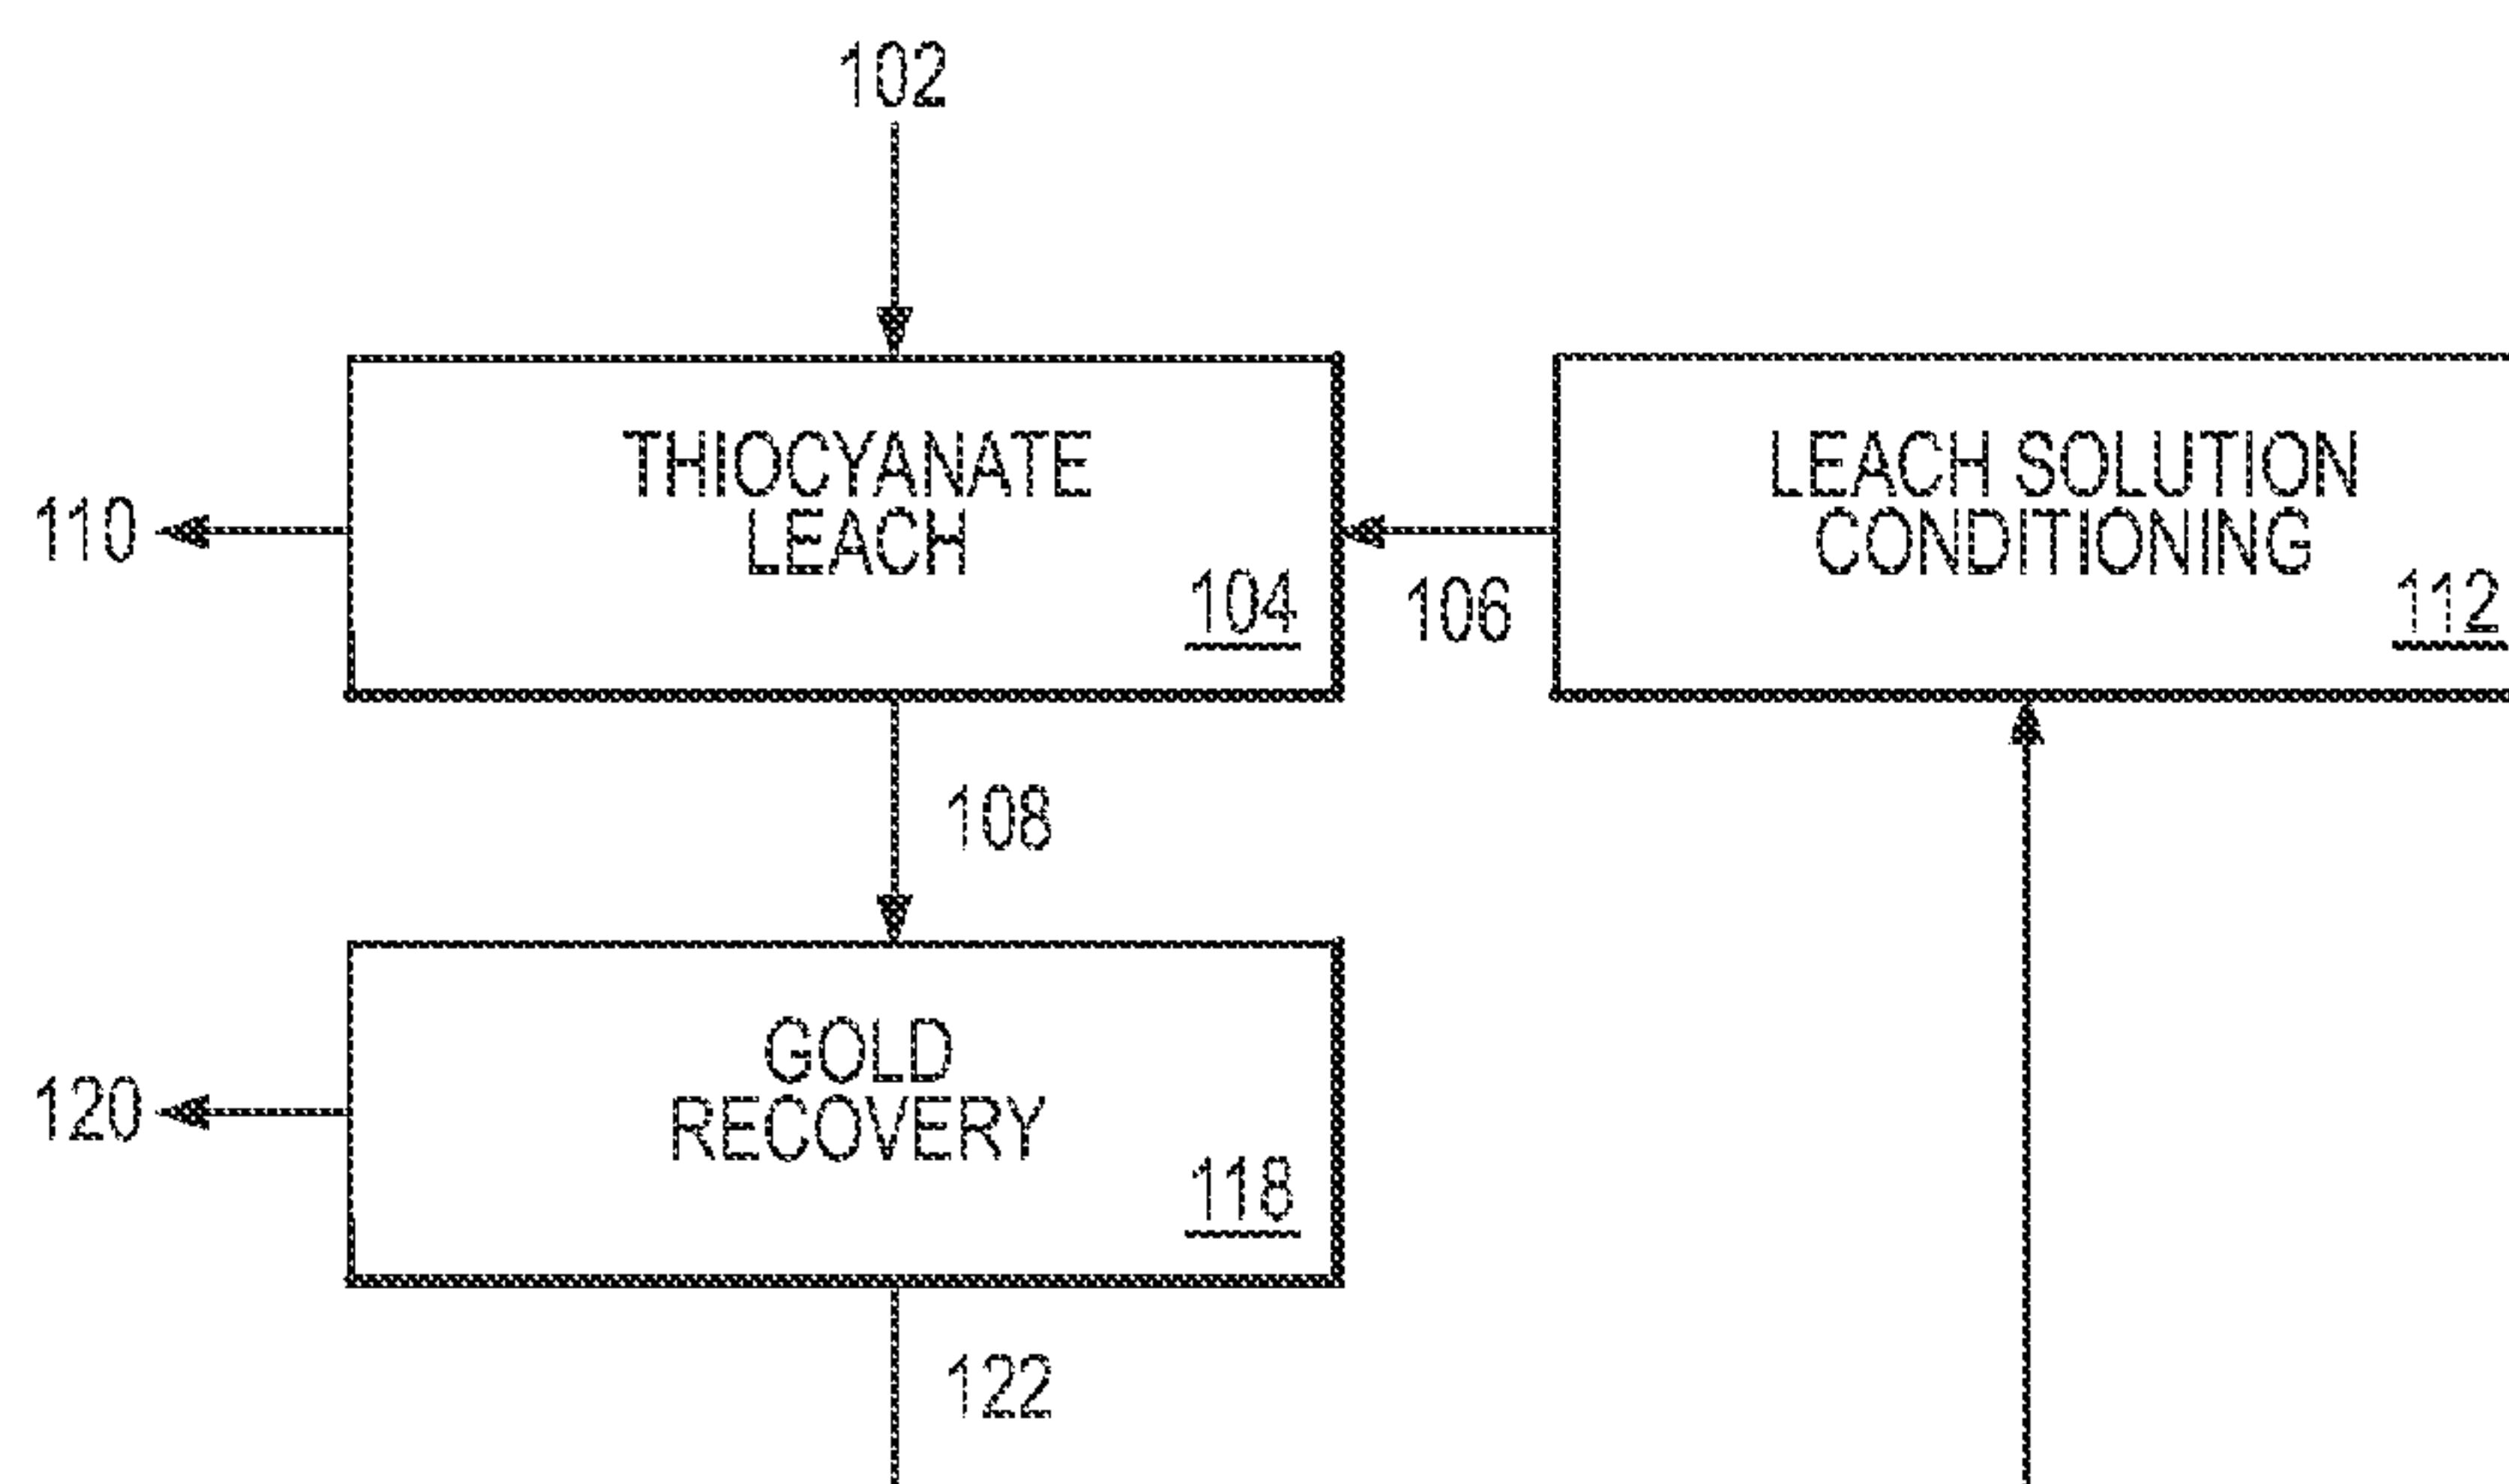 102
THIOCYANATE
LEACH
104
110
106
LEACH SOLUTION
CONDITIONING
112
108
GOLD
RECOVERY
118
120
122